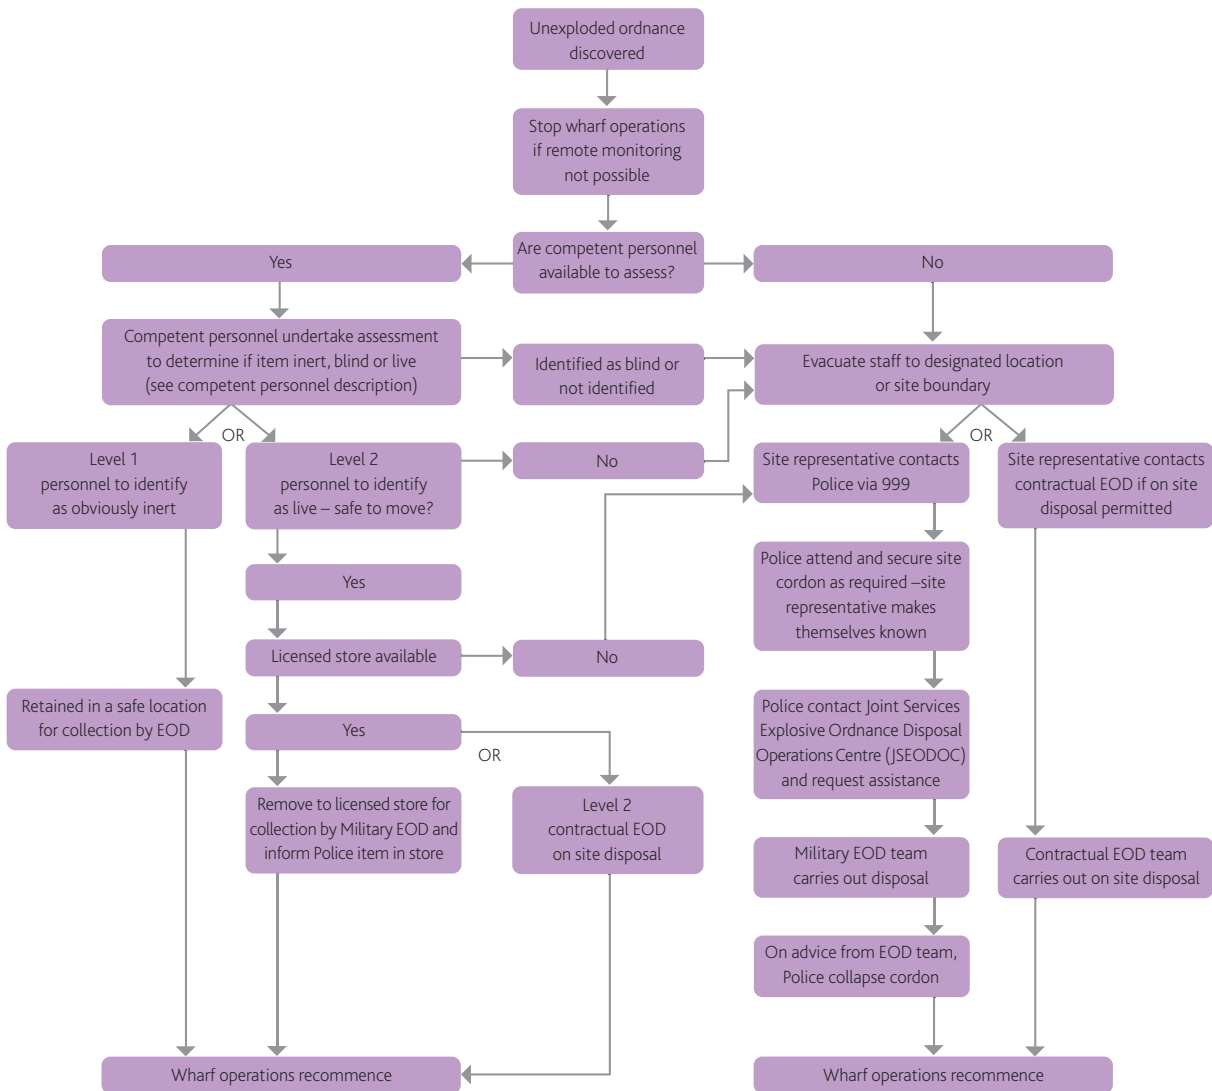 Unexploded ordnance
discovered
Stop wharf operations
if remote monitoring
not possible
Are competent personnel
available to assess?
Yes
No
Competent personnel undertake assessment
to determine if item inert, blind or live
(see competent personnel description)
Identified as blind or
not identified
Evacuate staff to designated location
or site boundary
OR
OR
Level 1
personnel to identify
as obviously inert
Level 2
personnel to identify
as live – safe to move?
No
Site representative contacts
Police via 999
Site representative contacts
contractual EOD if on site
disposal permitted
Yes
Police attend and secure site
cordon as required –site
representative makes
themselves known
Licensed store available
No
Retained in a safe location
for collection by EOD
Yes
OR
Police contact Joint Services
Explosive Ordnance Disposal
Operations Centre (JSEODOC)
and request assistance
Remove to licensed store for
collection by Military EOD and
inform Police item in store
Level 2
contractual EOD
on site disposal
Military EOD team
carries out disposal
Contractual EOD team
carries out on site disposal
On advice from EOD team,
Police collapse cordon
Wharf operations recommence
Wharf operations recommence